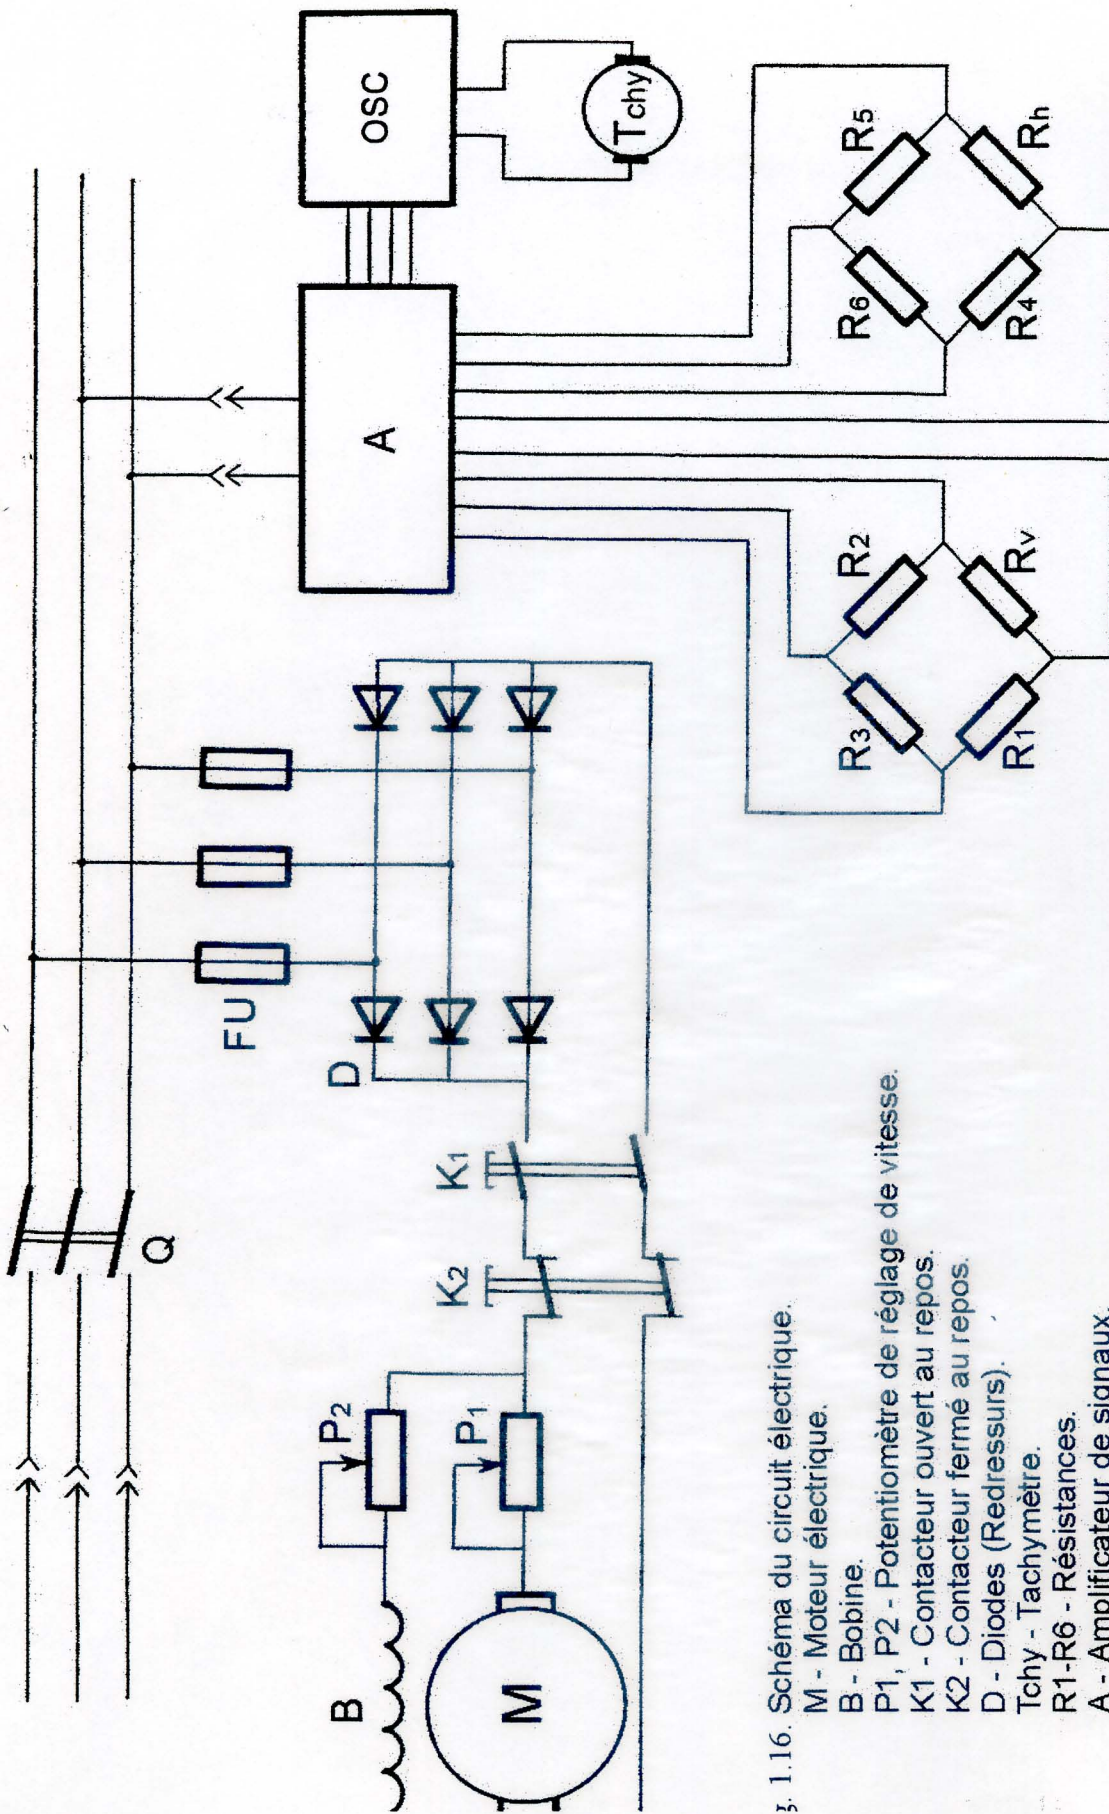 OSC
Tchy
A
R5
Rh
R6
R4
R2
Rv
R3
R1
FU
D
Q
K1
K2
P2
P1
B
M
g. 1.16. Schéma du circuit électrique.
M - Moteur électrique.
B - Bobine.
P1, P2 - Potentiomètre de réglage de vitesse.
K1 - Contacteur ouvert au repos.
K2 - Contacteur fermé au repos.
D - Diodes (Redressurs).
Tchy - Tachymètre.
R1-R6 - Résistances.
A - Amplificateur de signaux.